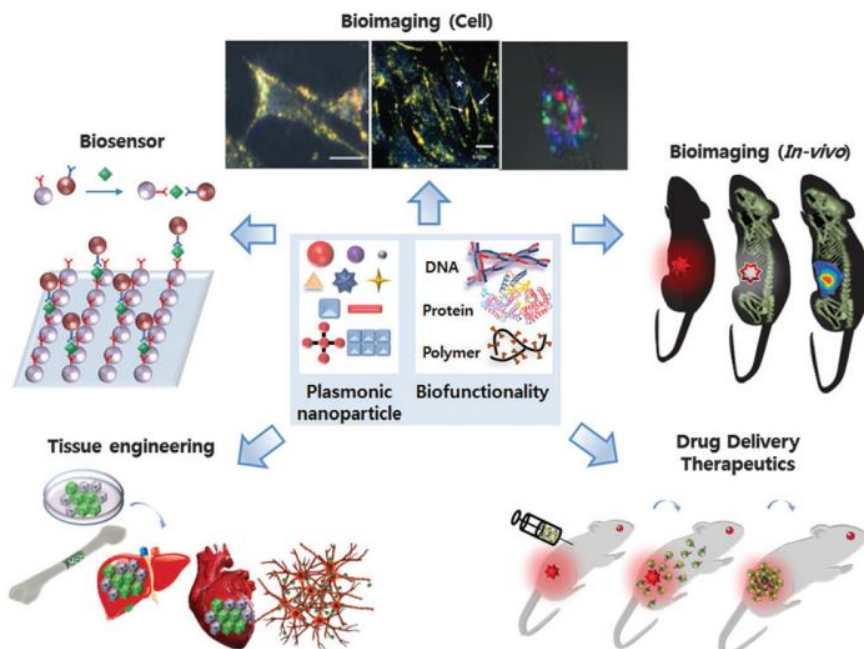 Bioimaging (Cell)
Biosensor
Bioimaging (In-vivo)
DNA
Protein
Polymer
Plasmonic
nanoparticle
Biofunctionality
Tissue engineering
Drug Delivery
Therapeutics